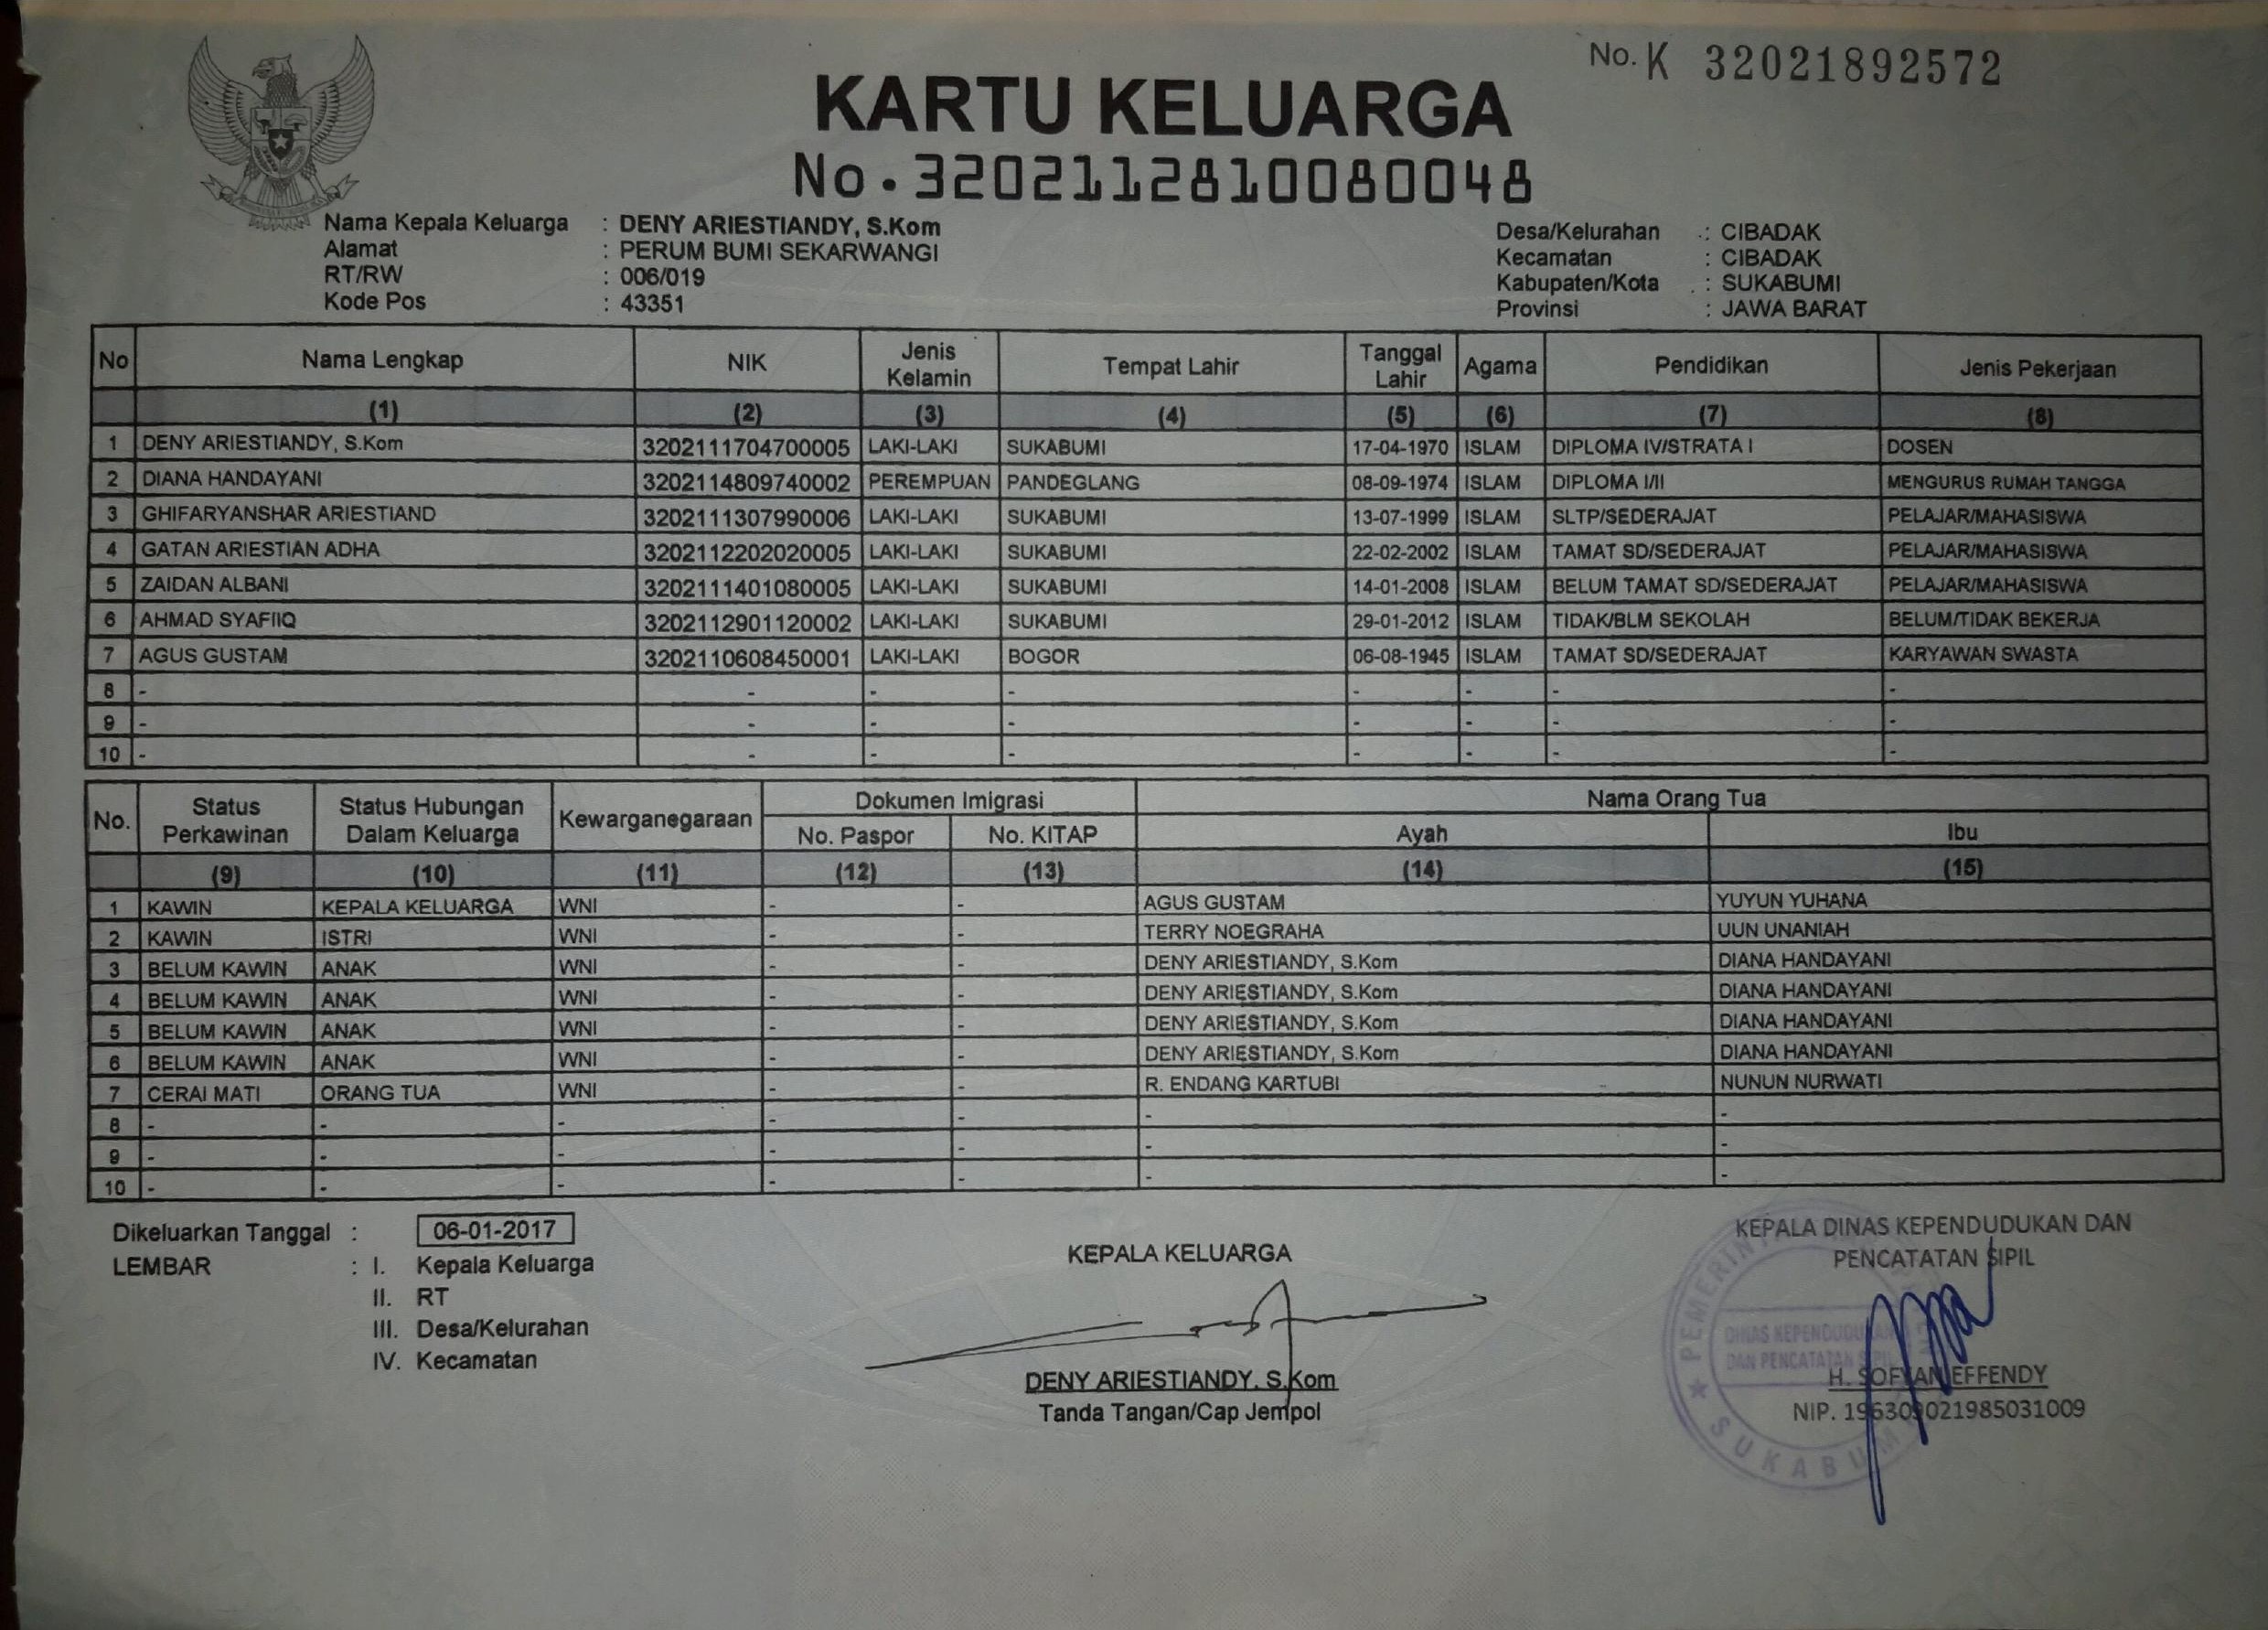 No. K 32021892572
KARTU KELUARGA
No. 3202112810080048
Nama Kepala Keluarga : DENY ARIESTIANDY, S.Kom
Alamat : PERUM BUMI SEKARWANGI
RT/RW : 006/019
Kode Pos : 43351
Desa/Kelurahan : CIBADAK
Kecamatan : CIBADAK
Kabupaten/Kota : SUKABUMI
Provinsi : JAWA BARAT
No Nama Lengkap NIK Jenis Kelamin Tempat Lahir Tanggal Lahir Agama Pendidikan Jenis Pekerjaan
(1) (2) (3) (4) (5) (6) (7) (8)
1 DENY ARIESTIANDY, S.Kom 3202111704700005 LAKI-LAKI SUKABUMI 17-04-1970 ISLAM DIPLOMA IV/STRATA I DOSEN
2 DIANA HANDAYANI 3202114809740002 PEREMPUAN PANDEGLANG 08-09-1974 ISLAM DIPLOMA I/II MENGURUS RUMAH TANGGA
3 GHIFARYANSHAR ARIESTIAND 3202111307990006 LAKI-LAKI SUKABUMI 13-07-1999 ISLAM SLTP/SEDERAJAT PELAJAR/MAHASISWA
4 GATAN ARIESTIAN ADHA 3202112202020005 LAKI-LAKI SUKABUMI 22-02-2002 ISLAM TAMAT SD/SEDERAJAT PELAJAR/MAHASISWA
5 ZAIDAN ALBANI 3202111401080005 LAKI-LAKI SUKABUMI 14-01-2008 ISLAM BELUM TAMAT SD/SEDERAJAT PELAJAR/MAHASISWA
6 AHMAD SYAFIIQ 3202112901120002 LAKI-LAKI SUKABUMI 29-01-2012 ISLAM TIDAK/BLM SEKOLAH BELUM/TIDAK BEKERJA
7 AGUS GUSTAM 3202110608450001 LAKI-LAKI BOGOR 06-08-1945 ISLAM TAMAT SD/SEDERAJAT KARYAWAN SWASTA
8 - - - - - - - -
9 - - - - - - - -
10 - - - - - - - -
No. Status Perkawinan Status Hubungan Dalam Keluarga Kewarganegaraan Dokumen Imigrasi Nama Orang Tua
No. Paspor No. KITAP Ayah Ibu
(9) (10) (11) (12) (13) (14) (15)
1 KAWIN KEPALA KELUARGA WNI - - AGUS GUSTAM YUYUN YUHANA
2 KAWIN ISTRI WNI - - TERRY NOEGRAHA UUN UNANIAH
3 BELUM KAWIN ANAK WNI - - DENY ARIESTIANDY, S.Kom DIANA HANDAYANI
4 BELUM KAWIN ANAK WNI - - DENY ARIESTIANDY, S.Kom DIANA HANDAYANI
5 BELUM KAWIN ANAK WNI - - DENY ARIESTIANDY, S.Kom DIANA HANDAYANI
6 BELUM KAWIN ANAK WNI - - DENY ARIESTIANDY, S.Kom DIANA HANDAYANI
7 CERAI MATI ORANG TUA WNI - - R. ENDANG KARTUBI NUNUN NURWATI
8 - - - - - - -
9 - - - - - - -
10 - - - - - - -
Dikeluarkan Tanggal : 06-01-2017
LEMBAR : I. Kepala Keluarga
II. RT
III. Desa/Kelurahan
IV. Kecamatan
KEPALA KELUARGA
DENY ARIESTIANDY, S.Kom
Tanda Tangan/Cap Jempol
KEPALA DINAS KEPENDUDUKAN DAN
PENCATATAN SIPIL
DINAS KEPENDUDUKAN
DAN PENCATATAN SIPIL
SUKABUMI
H. SOFYAN EFFENDY
NIP. 196309021985031009